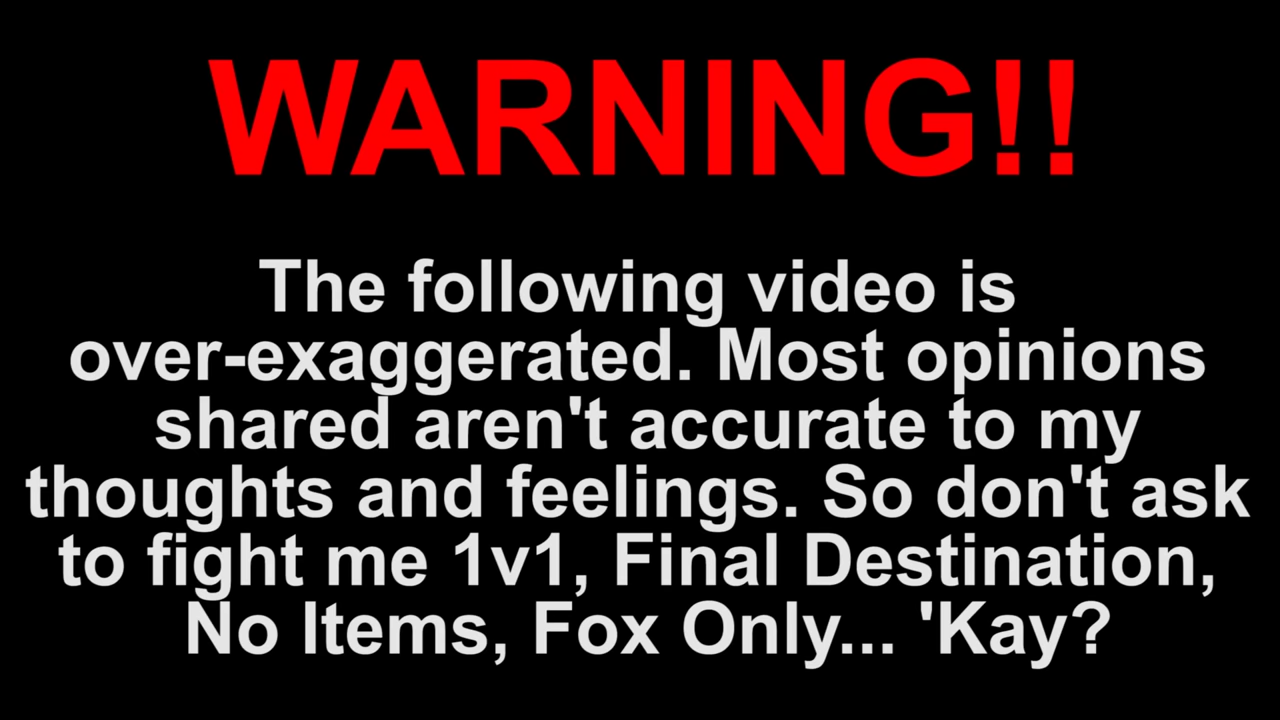 WARNING!!
The following video is
over-exaggerated. Most opinions
shared aren't accurate to my
thoughts and feelings. So don't ask
to fight me 1v1, Final Destination,
No Items, Fox Only... 'Kay?